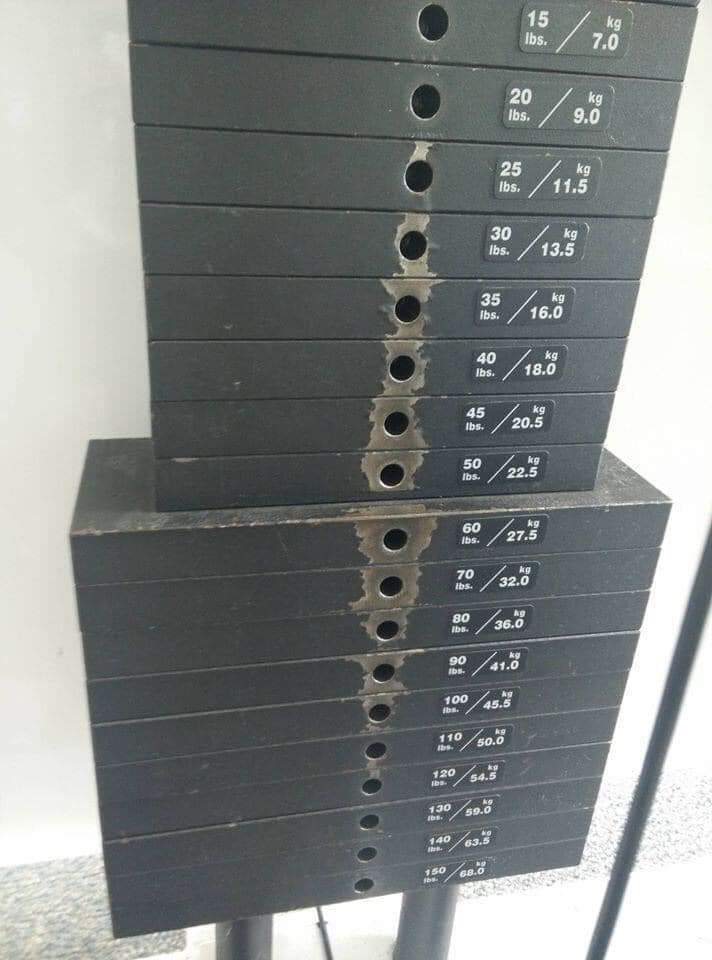 15 lbs. / kg 7.0
20 lbs. / kg 9.0
25 lbs. / kg 11.5
30 lbs. / kg 13.5
35 lbs. / kg 16.0
40 lbs. / kg 18.0
45 lbs. / kg 20.5
50 lbs. / kg 22.5
60 lbs. / kg 27.5
70 lbs. / kg 32.0
80 lbs. / kg 36.0
90 lbs. / kg 41.0
100 lbs. / kg 45.5
110 lbs. / kg 50.0
120 lbs. / kg 54.5
130 lbs. / kg 59.0
140 lbs. / kg 63.5
150 lbs. / kg 68.0